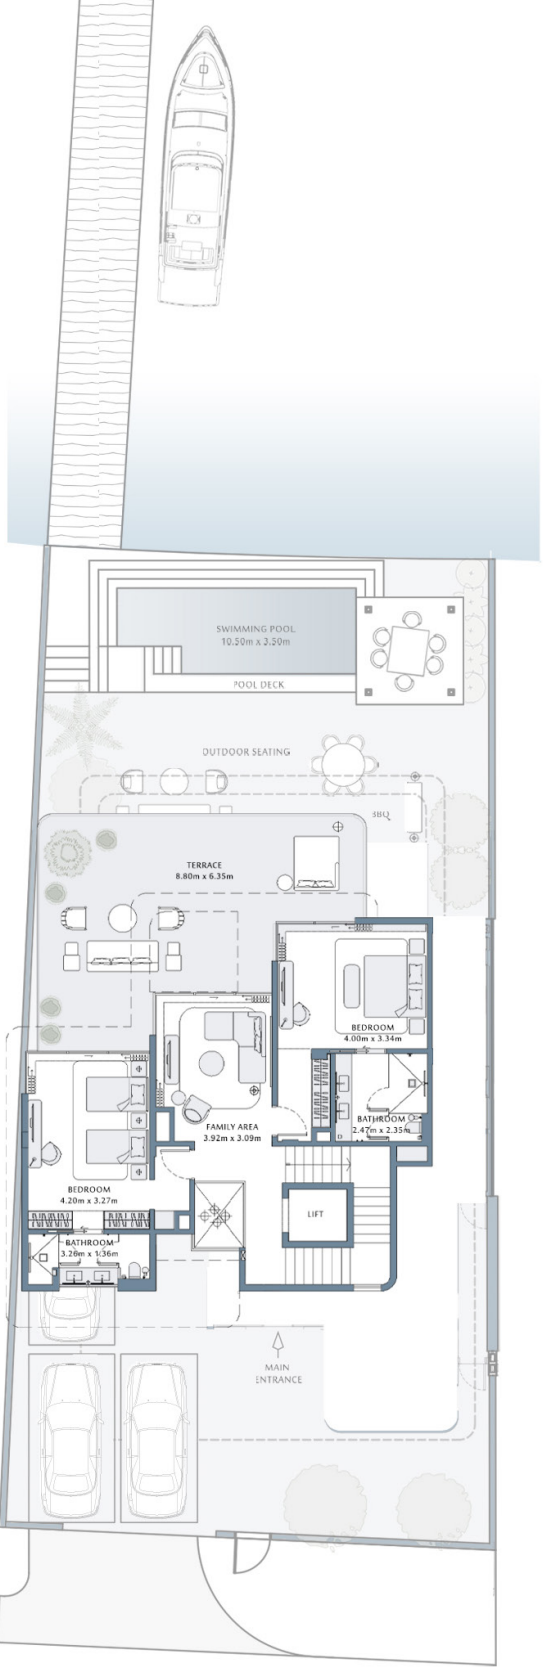 SWIMMING POOL
10.50m x 3.50m
POOL DECK
OUTDOOR SEATING
BBQ
TERRACE
8.80m x 6.35m
BEDROOM
4.00m x 3.34m
BATHROOM
2.47m x 2.35m
FAMILY AREA
3.92m x 3.09m
BEDROOM
4.20m x 3.27m
LIFT
BATHROOM
3.26m x 1.36m
MAIN
ENTRANCE